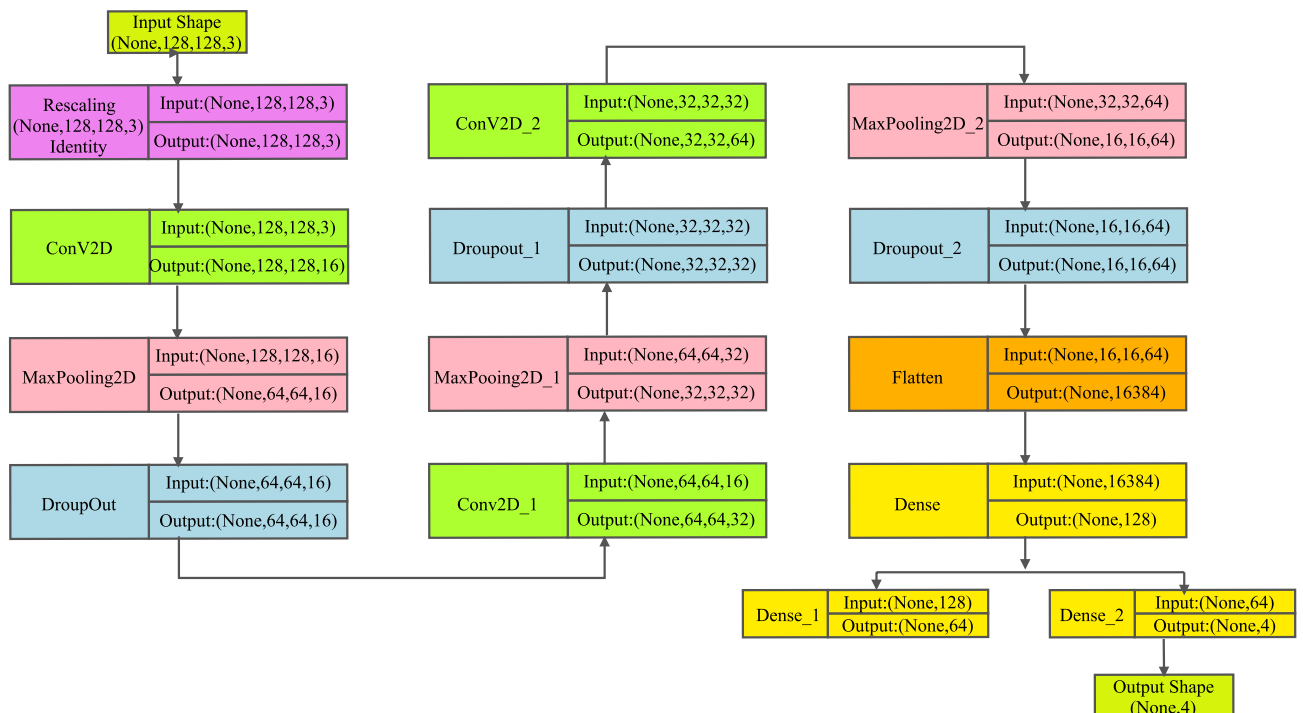 Input Shape
(None,128,128,3)
Rescaling
(None,128,128,3)
Identity
Input:(None,128,128,3)
Output:(None,128,128,3)
ConV2D
Input:(None,128,128,3)
Output:(None,128,128,16)
MaxPooling2D
Input:(None,128,128,16)
Output:(None,64,64,16)
DroupOut
Input:(None,64,64,16)
Output:(None,64,64,16)
Conv2D_1
Input:(None,64,64,16)
Output:(None,64,64,32)
MaxPooing2D_1
Input:(None,64,64,32)
Output:(None,32,32,32)
Droupout_1
Input:(None,32,32,32)
Output:(None,32,32,32)
ConV2D_2
Input:(None,32,32,32)
Output:(None,32,32,64)
MaxPooling2D_2
Input:(None,32,32,64)
Output:(None,16,16,64)
Droupout_2
Input:(None,16,16,64)
Output:(None,16,16,64)
Flatten
Input:(None,16,16,64)
Output:(None,16384)
Dense
Input:(None,16384)
Output:(None,128)
Dense_1
Input:(None,128)
Output:(None,64)
Dense_2
Input:(None,64)
Output:(None,4)
Output Shape
(None,4)